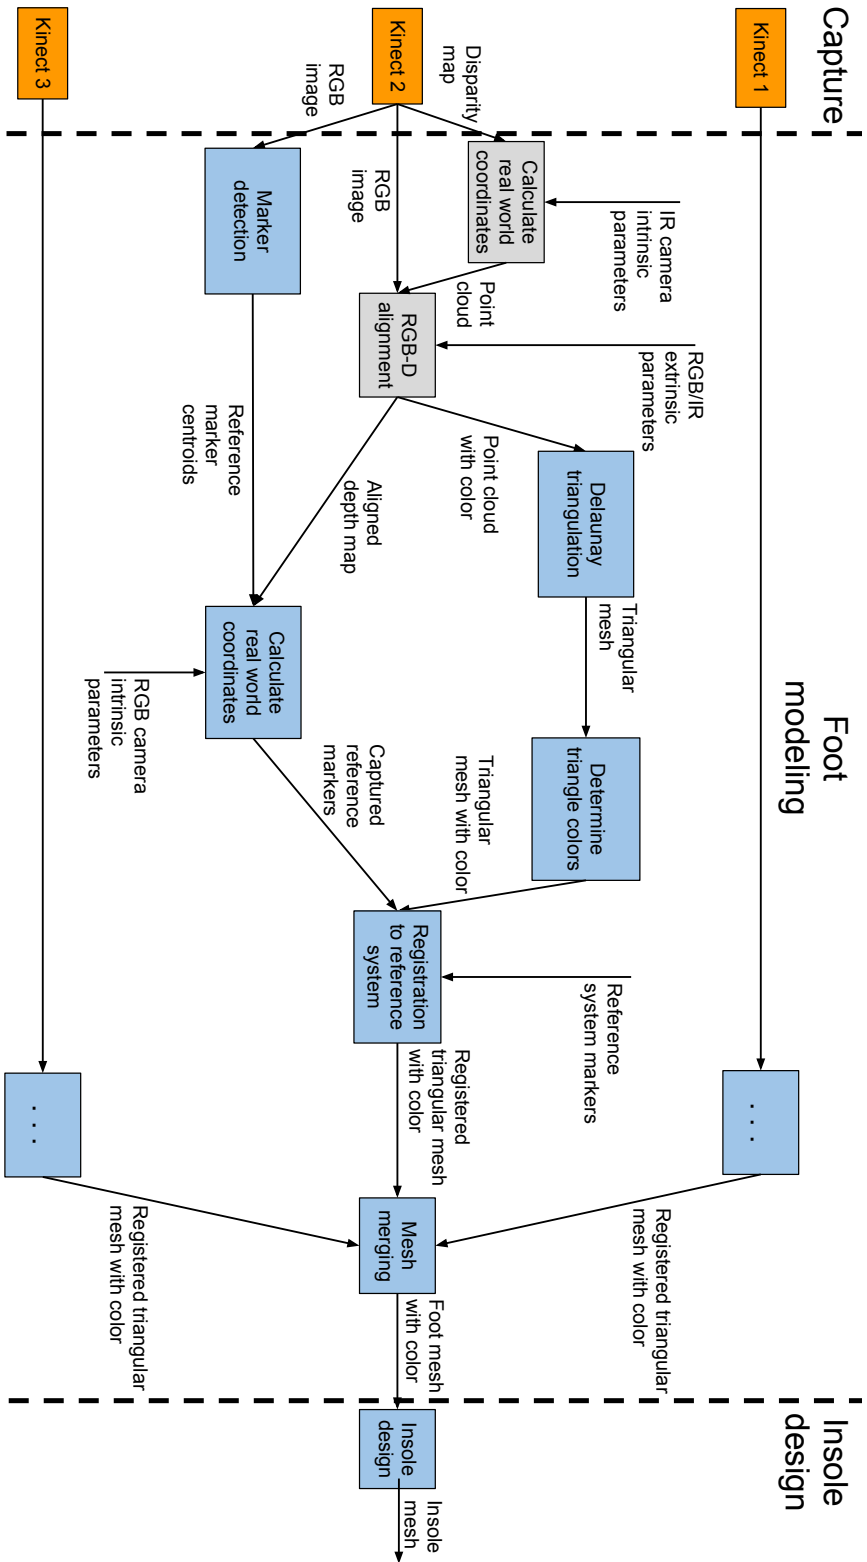 Capture
Foot
modeling
Insole
design
Kinect 1
. . .
Registered triangular
mesh with color
IR camera
intrinsic
parameters
RGB/IR
extrinsic
parameters
Reference
system markers
Kinect 2
Disparity
map
RGB
image
RGB
image
Calculate
real world
coordinates
Point
cloud
RGB-D
alignment
Point cloud
with color
Delaunay
triangulation
Triangular
mesh
Determine
triangle colors
Triangular
mesh with color
Aligned
depth map
Marker
detection
Reference
marker
centroids
Calculate
real world
coordinates
RGB camera
intrinsic
parameters
Captured
reference
markers
Registration
to reference
system
Registered
triangular mesh
with color
Mesh
merging
Foot mesh
with color
Insole
design
Insole
mesh
Kinect 3
. . .
Registered triangular
mesh with color